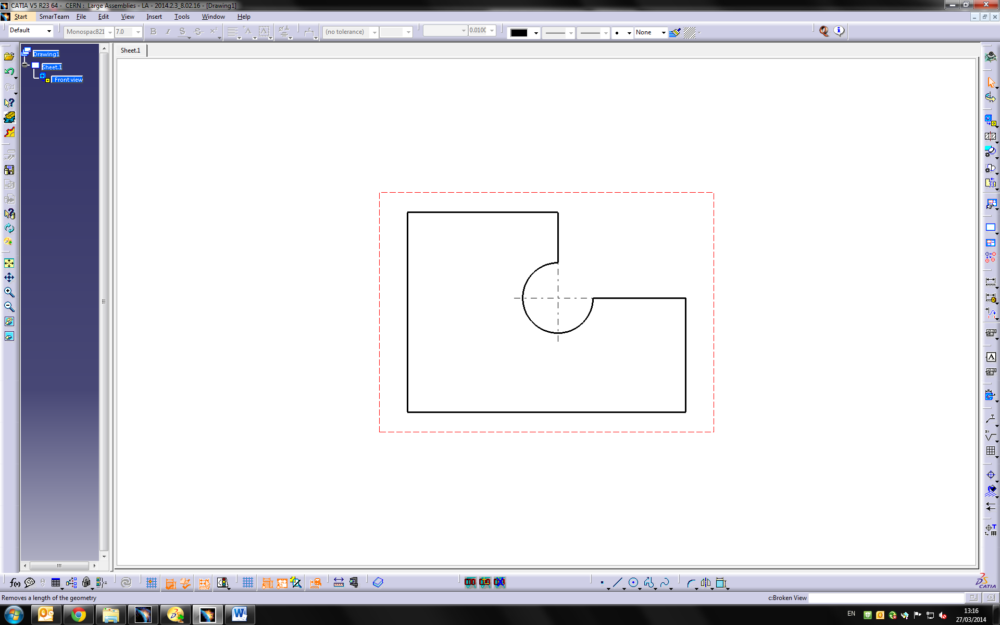 CATIA V5 R23 64 - CERN : Large Assemblies - LA - 2014.2.3_8.02.16 - [Drawing1]
Start SmarTeam File Edit View Insert Tools Window Help
Default Monospac821 7.0 B I S S (no tolerance) 0.0100 None
Sheet.1
Drawing1
Sheet.1
Front view
f(x)
CATIA
Removes a length of the geometry c:Broken View
EN 13:16
27/03/2014